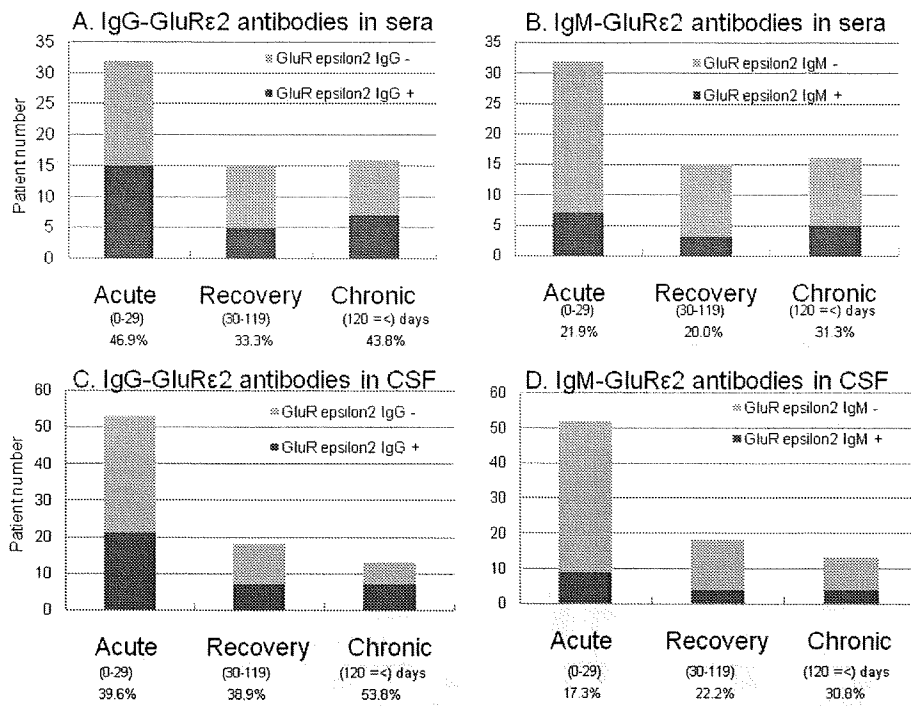 A. IgG-GluRε2 antibodies in sera
35
30
25
20
15
10
5
0
Patient number
GluR epsilon2 IgG -
GluR epsilon2 IgG +
Acute Recovery Chronic
(0-29) (30-119) (120 =<) days
46.9% 33.3% 43.8%
B. IgM-GluRε2 antibodies in sera
35
30
25
20
15
10
5
0
GluR epsilon2 IgM -
GluR epsilon2 IgM +
Acute Recovery Chronic
(0-29) (30-119) (120 =<) days
21.9% 20.0% 31.3%
C. IgG-GluRε2 antibodies in CSF
60
50
40
30
20
10
0
Patient number
GluR epsilon2 IgG -
GluR epsilon2 IgG +
Acute Recovery Chronic
(0-29) (30-119) (120 =<) days
39.6% 38.9% 53.8%
D. IgM-GluRε2 antibodies in CSF
60
50
40
30
20
10
0
GluR epsilon2 IgM -
GluR epsilon2 IgM +
Acute Recovery Chronic
(0-29) (30-119) (120 =<) days
17.3% 22.2% 30.8%